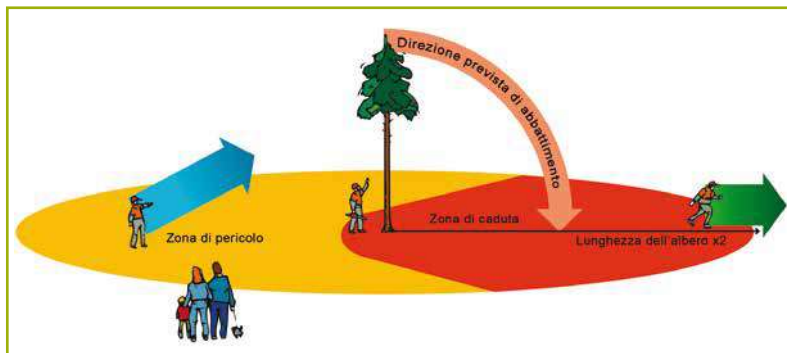 Direzione prevista di abbattimento
Zona di caduta
Zona di pericolo
Lunghezza dell'albero x2